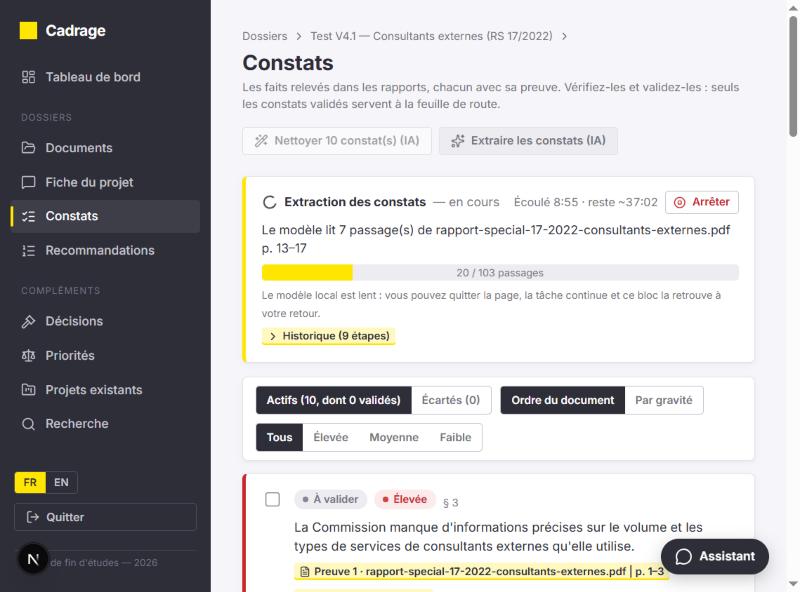 Cadrage
Tableau de bord
DOSSIERS
Documents
Fiche du projet
Constats
Recommandations
COMPLÉMENTS
Décisions
Priorités
Projets existants
Recherche
FR EN
Quitter
N
de fin d'études — 2026
Dossiers > Test V4.1 — Consultants externes (RS 17/2022) >
Constats
Les faits relevés dans les rapports, chacun avec sa preuve. Vérifiez-les et validez-les : seuls
les constats validés servent à la feuille de route.
Nettoyer 10 constat(s) (IA) Extraire les constats (IA)
Extraction des constats — en cours Écoulé 8:55 · reste ~37:02 Arrêter
Le modèle lit 7 passage(s) de rapport-special-17-2022-consultants-externes.pdf
p. 13–17
20 / 103 passages
Le modèle local est lent : vous pouvez quitter la page, la tâche continue et ce bloc la retrouve à
votre retour.
Historique (9 étapes)
Actifs (10, dont 0 validés) Écartés (0) Ordre du document Par gravité
Tous Élevée Moyenne Faible
À valider Élevée § 3
La Commission manque d'informations précises sur le volume et les
types de services de consultants externes qu'elle utilise.
Preuve 1 · rapport-special-17-2022-consultants-externes.pdf | p. 1–3
Assistant